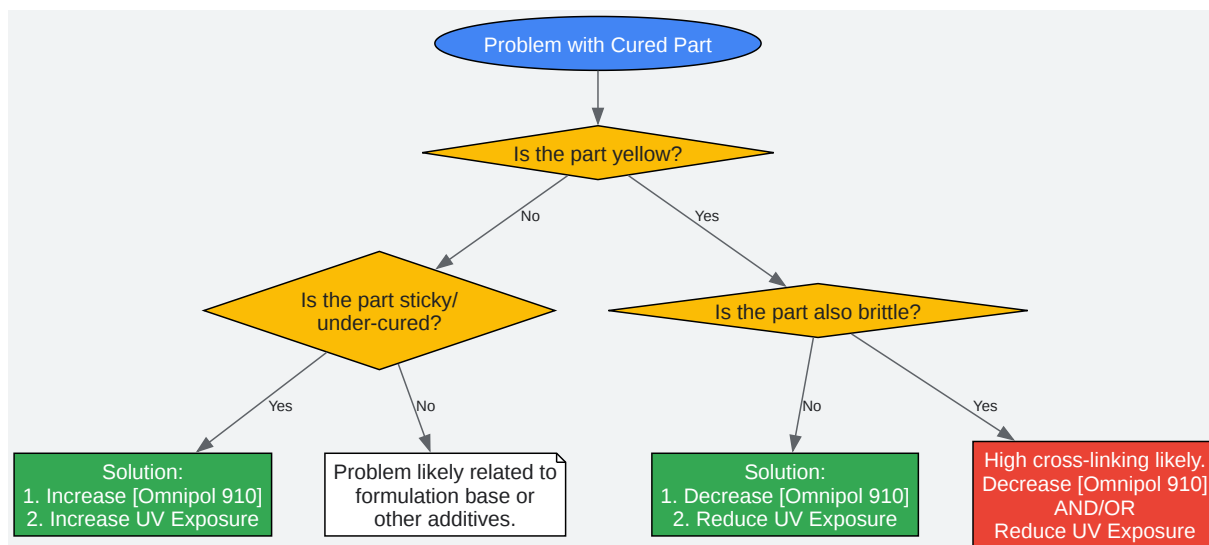 Problem with Cured Part
Is the part yellow?
No
Yes
Is the part sticky/
under-cured?
Is the part also brittle?
Yes
No
No
Yes
Solution:
1. Increase [Omnipol 910]
2. Increase UV Exposure
Problem likely related to
formulation base or
other additives.
Solution:
1. Decrease [Omnipol 910]
2. Reduce UV Exposure
High cross-linking likely.
Decrease [Omnipol 910]
AND/OR
Reduce UV Exposure